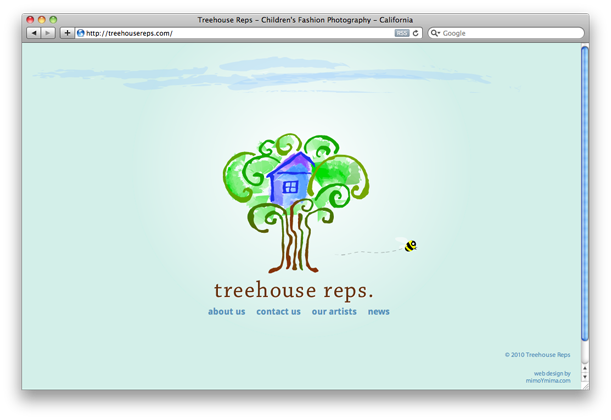 Treehouse Reps – Children's Fashion Photography – California
http://treehousereps.com/
RSS
Google
treehouse reps.
about us contact us our artists news
© 2010 Treehouse Reps
web design by
mimoYmima.com